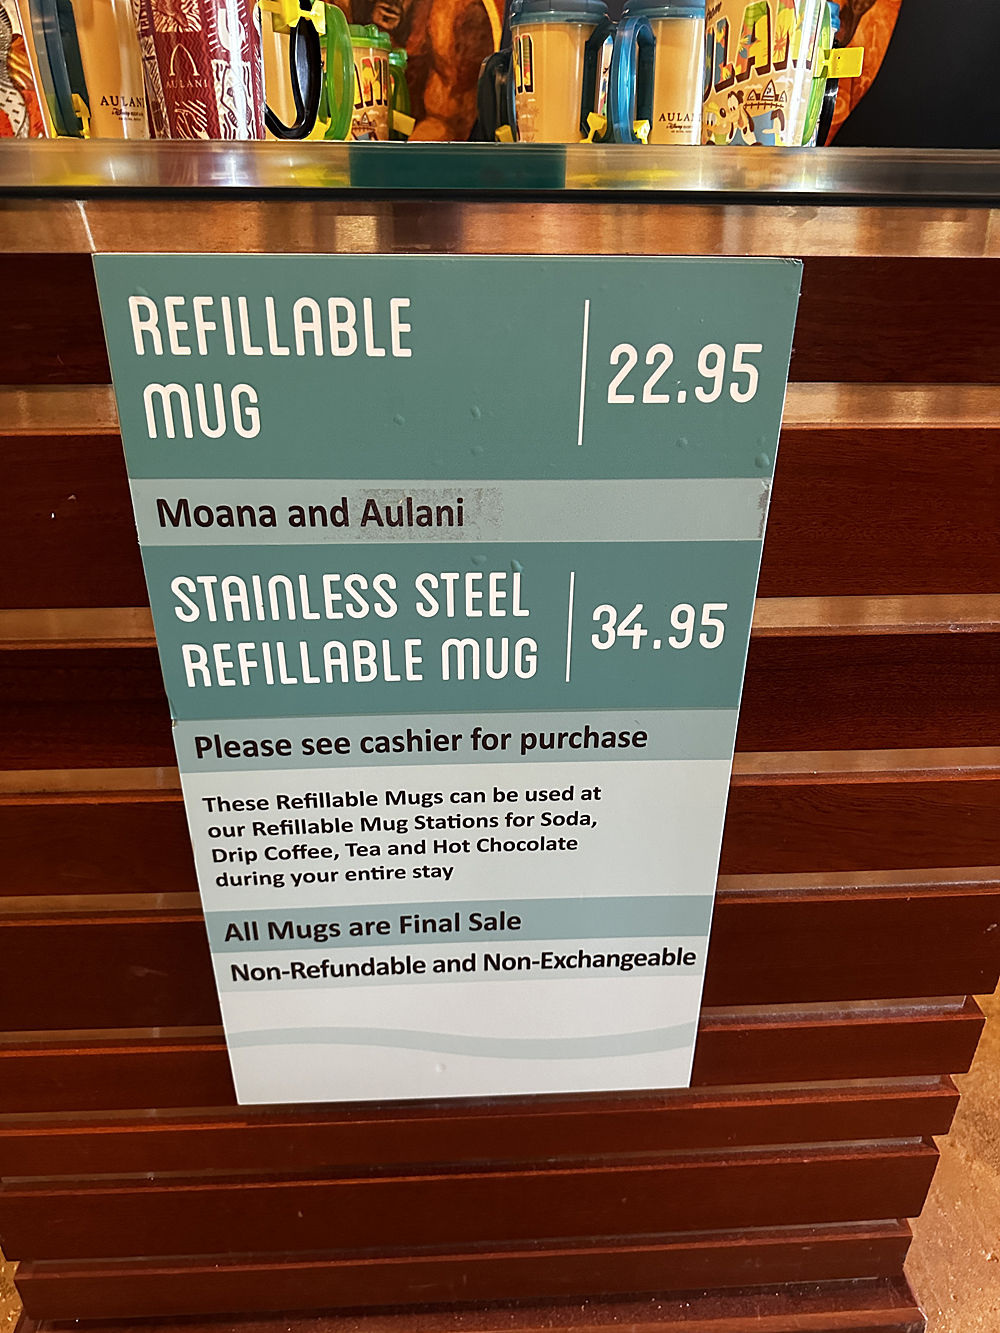 AULANI
AULANI
AULANI
REFILLABLE
MUG
22.95
Moana and Aulani
STAINLESS STEEL
REFILLABLE MUG
34.95
Please see cashier for purchase
These Refillable Mugs can be used at
our Refillable Mug Stations for Soda,
Drip Coffee, Tea and Hot Chocolate
during your entire stay
All Mugs are Final Sale
Non-Refundable and Non-Exchangeable